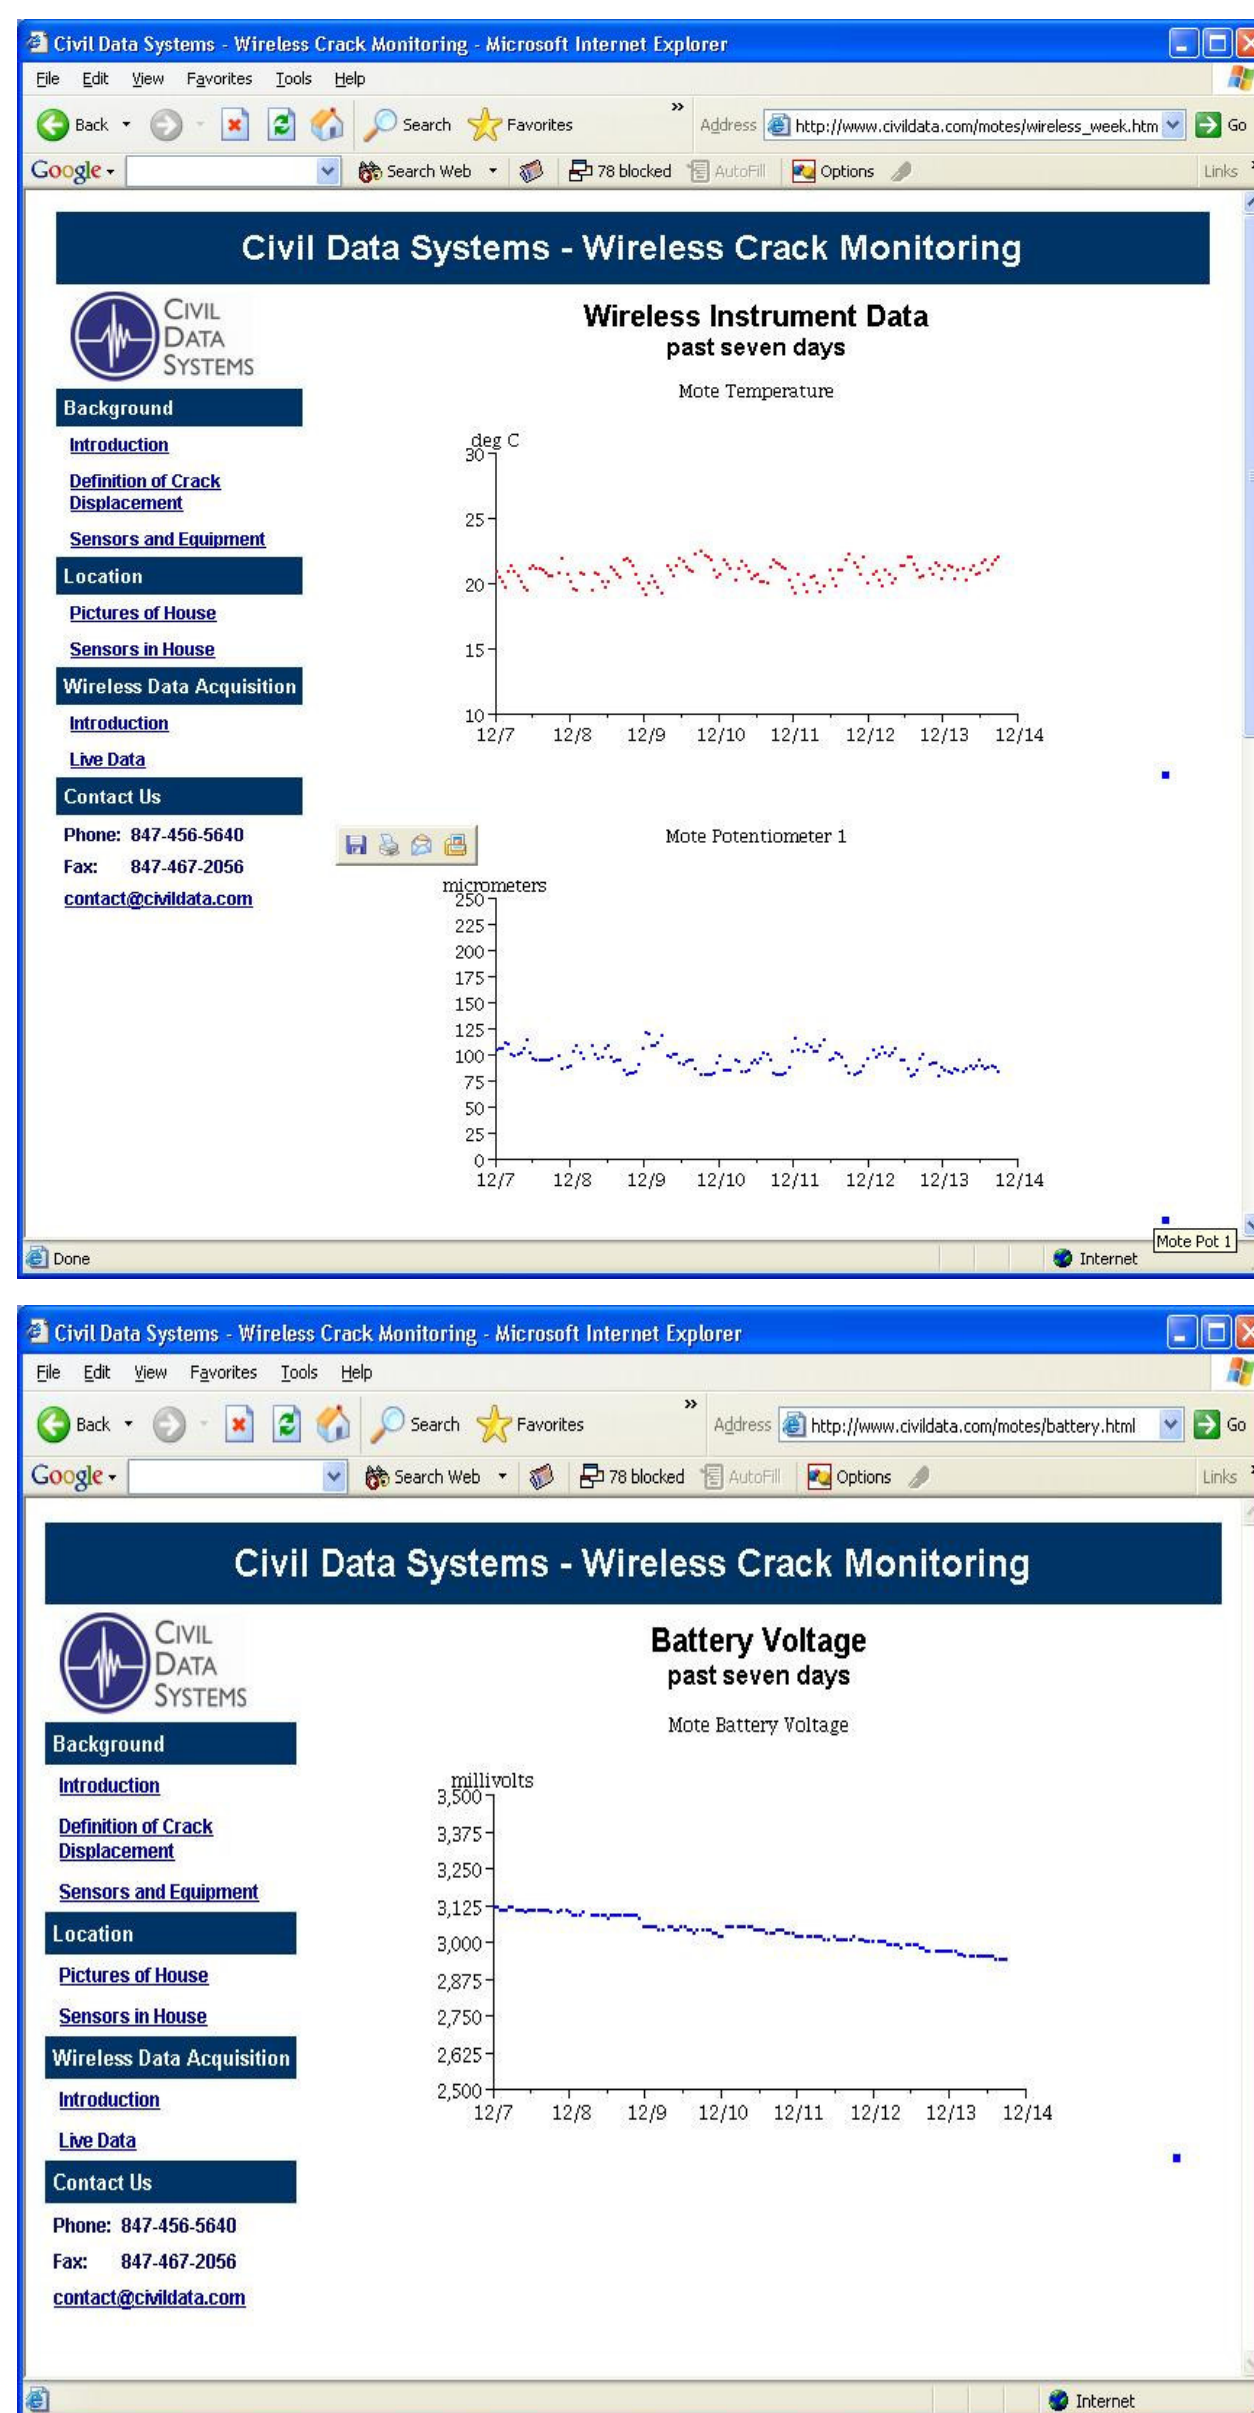 Civil Data Systems - Wireless Crack Monitoring - Microsoft Internet Explorer
File Edit View Favorites Tools Help
Back Search Favorites » Address http://www.civildata.com/motes/wireless_week.htm Go
Google Search Web 78 blocked AutoFill Options Links
Civil Data Systems - Wireless Crack Monitoring
CIVIL
DATA
SYSTEMS
Background
Introduction
Definition of Crack
Displacement
Sensors and Equipment
Location
Pictures of House
Sensors in House
Wireless Data Acquisition
Introduction
Live Data
Contact Us
Phone: 847-456-5640
Fax: 847-467-2056
contact@civildata.com
Wireless Instrument Data
past seven days
Mote Temperature
deg C
30
25
20
15
10
12/7 12/8 12/9 12/10 12/11 12/12 12/13 12/14
Mote Potentiometer 1
micrometers
250
225
200
175
150
125
100
75
50
25
0
12/7 12/8 12/9 12/10 12/11 12/12 12/13 12/14
Mote Pot 1
Done Internet
Civil Data Systems - Wireless Crack Monitoring - Microsoft Internet Explorer
File Edit View Favorites Tools Help
Back Search Favorites » Address http://www.civildata.com/motes/battery.html Go
Google Search Web 78 blocked AutoFill Options Links
Civil Data Systems - Wireless Crack Monitoring
CIVIL
DATA
SYSTEMS
Background
Introduction
Definition of Crack
Displacement
Sensors and Equipment
Location
Pictures of House
Sensors in House
Wireless Data Acquisition
Introduction
Live Data
Contact Us
Phone: 847-456-5640
Fax: 847-467-2056
contact@civildata.com
Battery Voltage
past seven days
Mote Battery Voltage
millivolts
3,500
3,375
3,250
3,125
3,000
2,875
2,750
2,625
2,500
12/7 12/8 12/9 12/10 12/11 12/12 12/13 12/14
Internet